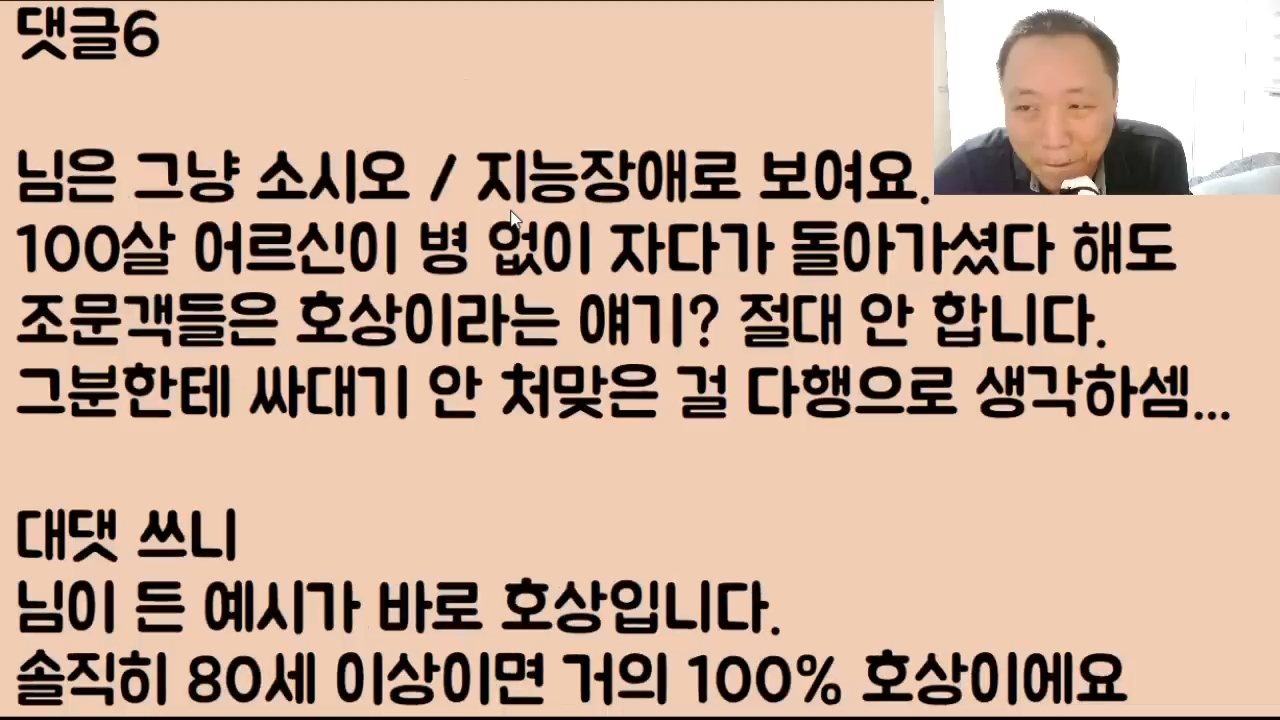 댓글6
님은 그냥 소시오 / 지능장애로 보여요.
100살 어르신이 병 없이 자다가 돌아가셨다 해도
조문객들은 호상이라는 얘기? 절대 안 합니다.
그분한테 싸대기 안 처맞은 걸 다행으로 생각하셈...
대댓 쓰니
님이 든 예시가 바로 호상입니다.
솔직히 80세 이상이면 거의 100% 호상이에요